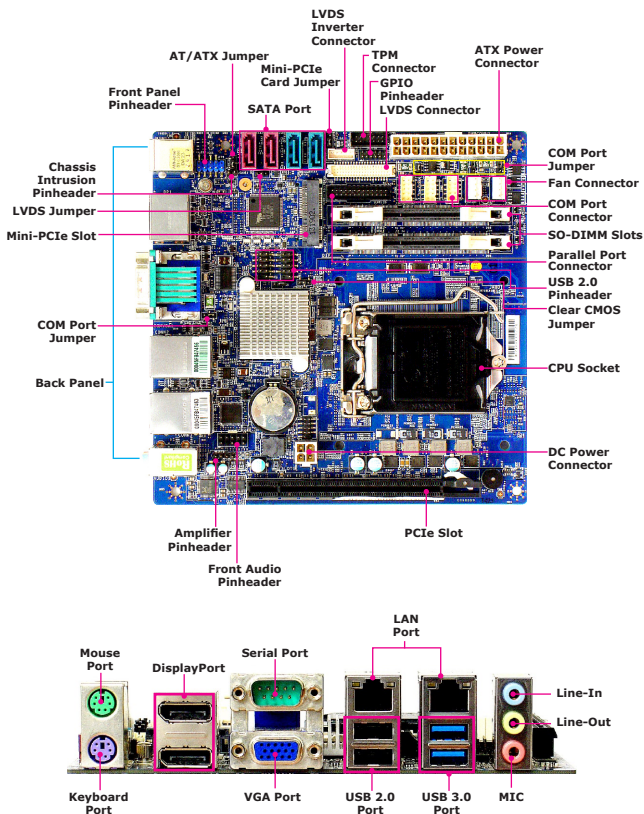 LVDS
Inverter
Connector
AT/ATX Jumper
TPM
Connector
ATX Power
Connector
Mini-PCIe
Card Jumper
GPIO
Pinheader
Front Panel
Pinheader
SATA Port
LVDS Connector
COM Port
Jumper
Chassis
Intrusion
Pinheader
Fan Connector
LVDS Jumper
COM Port
Connector
Mini-PCIe Slot
SO-DIMM Slots
Parallel Port
Connector
USB 2.0
Pinheader
COM Port
Jumper
Clear CMOS
Jumper
CPU Socket
Back Panel
DC Power
Connector
RoHS
Amplifier
Pinheader
PCIe Slot
Front Audio
Pinheader
LAN
Port
Mouse
Port
DisplayPort
Serial Port
Line-In
Line-Out
Keyboard
Port
VGA Port
USB 2.0
Port
USB 3.0
Port
MIC